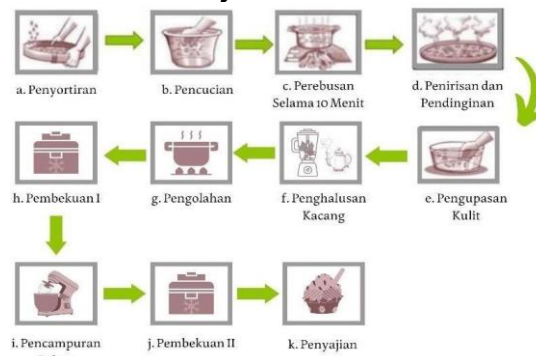 a. Penyortiran
b. Pencucian
c. Perebusan
Selama 10 Menit
d. Penirisan dan
Pendinginan
h. Pembekuan I
g. Pengolahan
f. Penghalusan
Kacang
e. Pengupasan
Kulit
i. Pencampuran
j. Pembekuan II
k. Penyajian